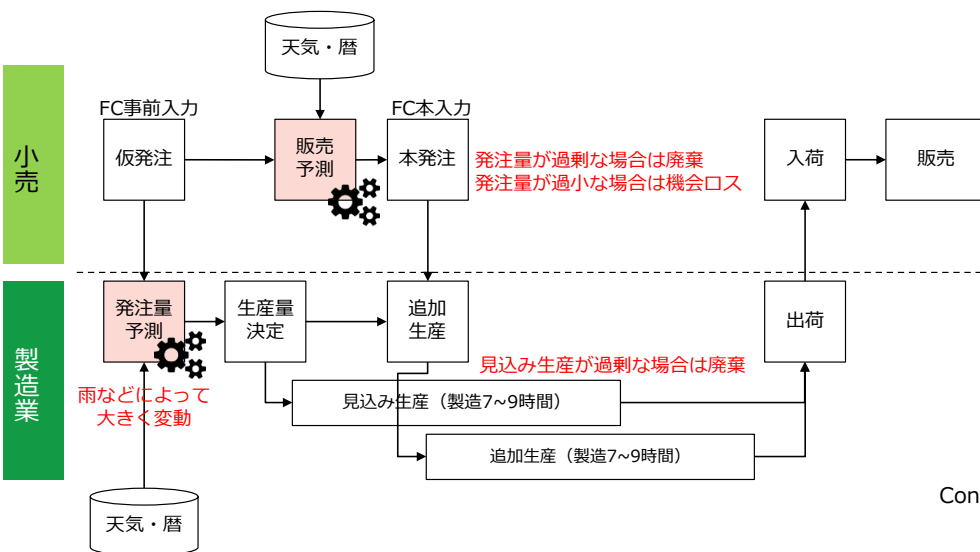 天気・暦
小売
FC事前入力
FC本入力
仮発注
販売
予測
本発注
発注量が過剰な場合は廃棄
発注量が過小な場合は機会ロス
入荷
販売
製造業
発注量
予測
生産量
決定
追加
生産
出荷
見込み生産が過剰な場合は廃棄
雨などによって
大きく変動
見込み生産（製造7~9時間）
追加生産（製造7~9時間）
Con
天気・暦